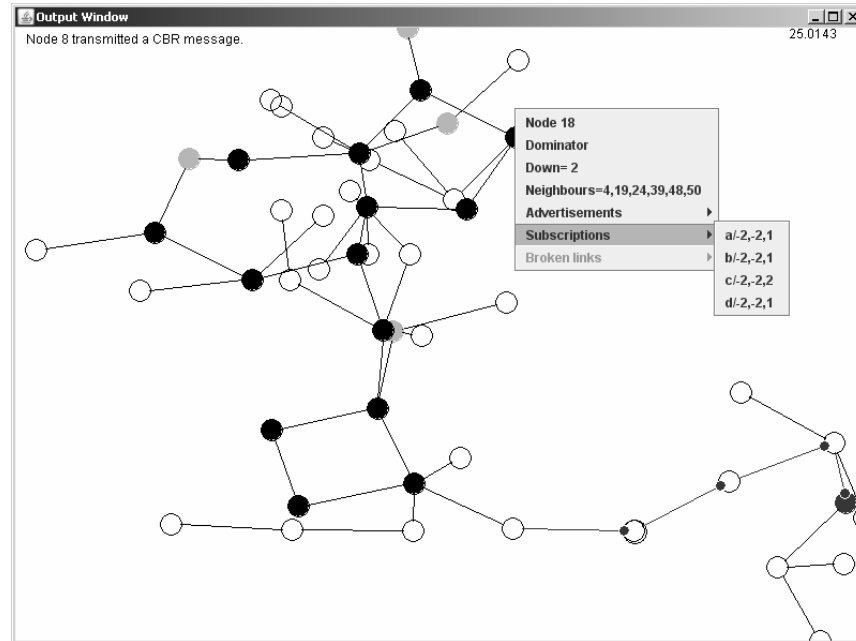 Output Window
Node 8 transmitted a CBR message.
25.0143
Node 18
Dominator
Down= 2
Neighbours=4,19,24,39,48,50
Advertisements
Subscriptions
Broken links
a/-2,-2,1
b/-2,-2,1
c/-2,-2,2
d/-2,-2,1